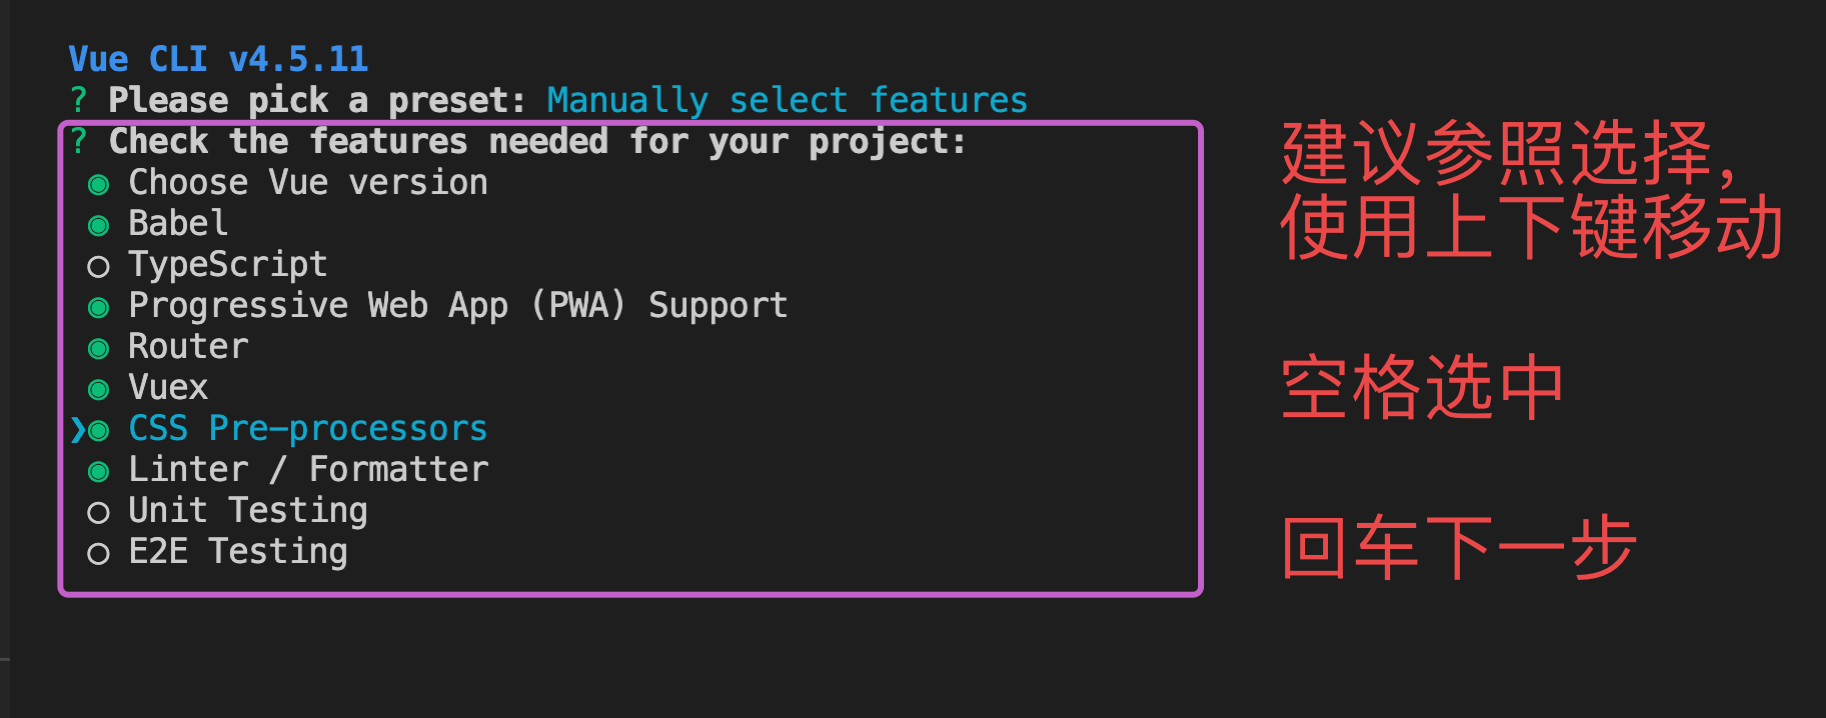 Vue CLI v4.5.11
? Please pick a preset: Manually select features
? Check the features needed for your project:
◉ Choose Vue version
◉ Babel
◯ TypeScript
◉ Progressive Web App (PWA) Support
◉ Router
◉ Vuex
❯◉ CSS Pre-processors
◉ Linter / Formatter
◯ Unit Testing
◯ E2E Testing
建议参照选择,
使用上下键移动
空格选中
回车下一步